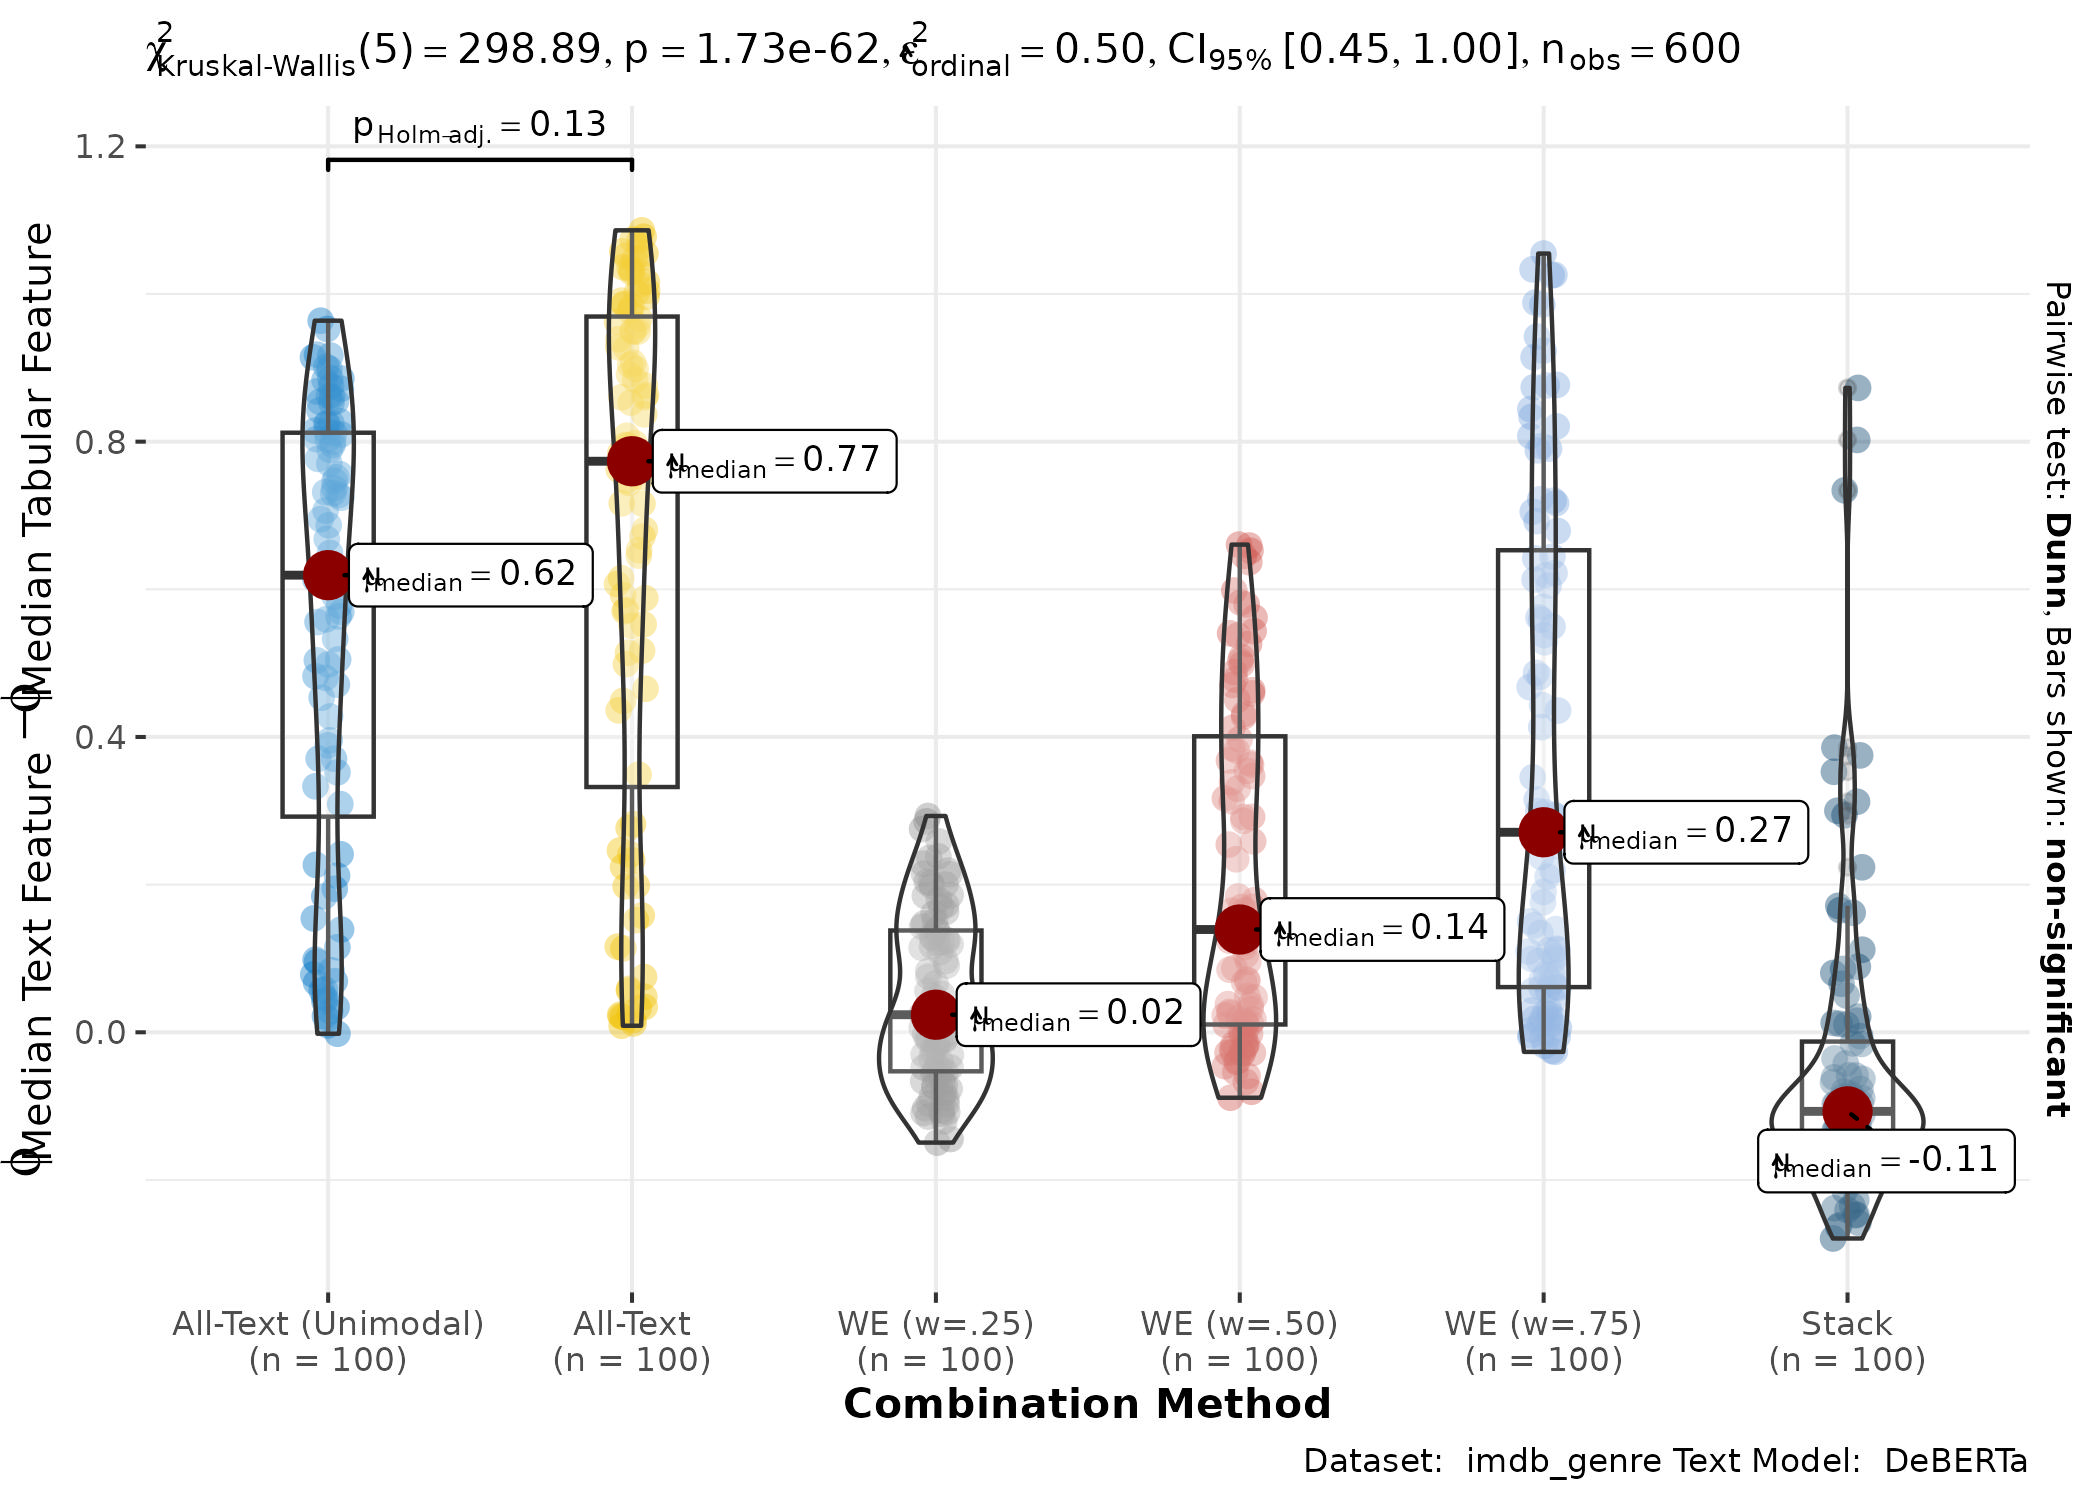 χ²Kruskal-Wallis(5) = 298.89, p = 1.73e-62, ε̂²ordinal = 0.50, CI95% [0.45, 1.00], nobs = 600
pHolm-adj. = 0.13
1.2
0.8
0.4
0.0
ϕMedian Text Feature − ϕMedian Tabular Feature
μ̂median = 0.62
μ̂median = 0.77
μ̂median = 0.02
μ̂median = 0.14
μ̂median = 0.27
μ̂median = -0.11
Pairwise test: Dunn, Bars shown: non-significant
All-Text (Unimodal)
(n = 100)
All-Text
(n = 100)
WE (w=.25)
(n = 100)
WE (w=.50)
(n = 100)
WE (w=.75)
(n = 100)
Stack
(n = 100)
Combination Method
Dataset: imdb_genre Text Model: DeBERTa